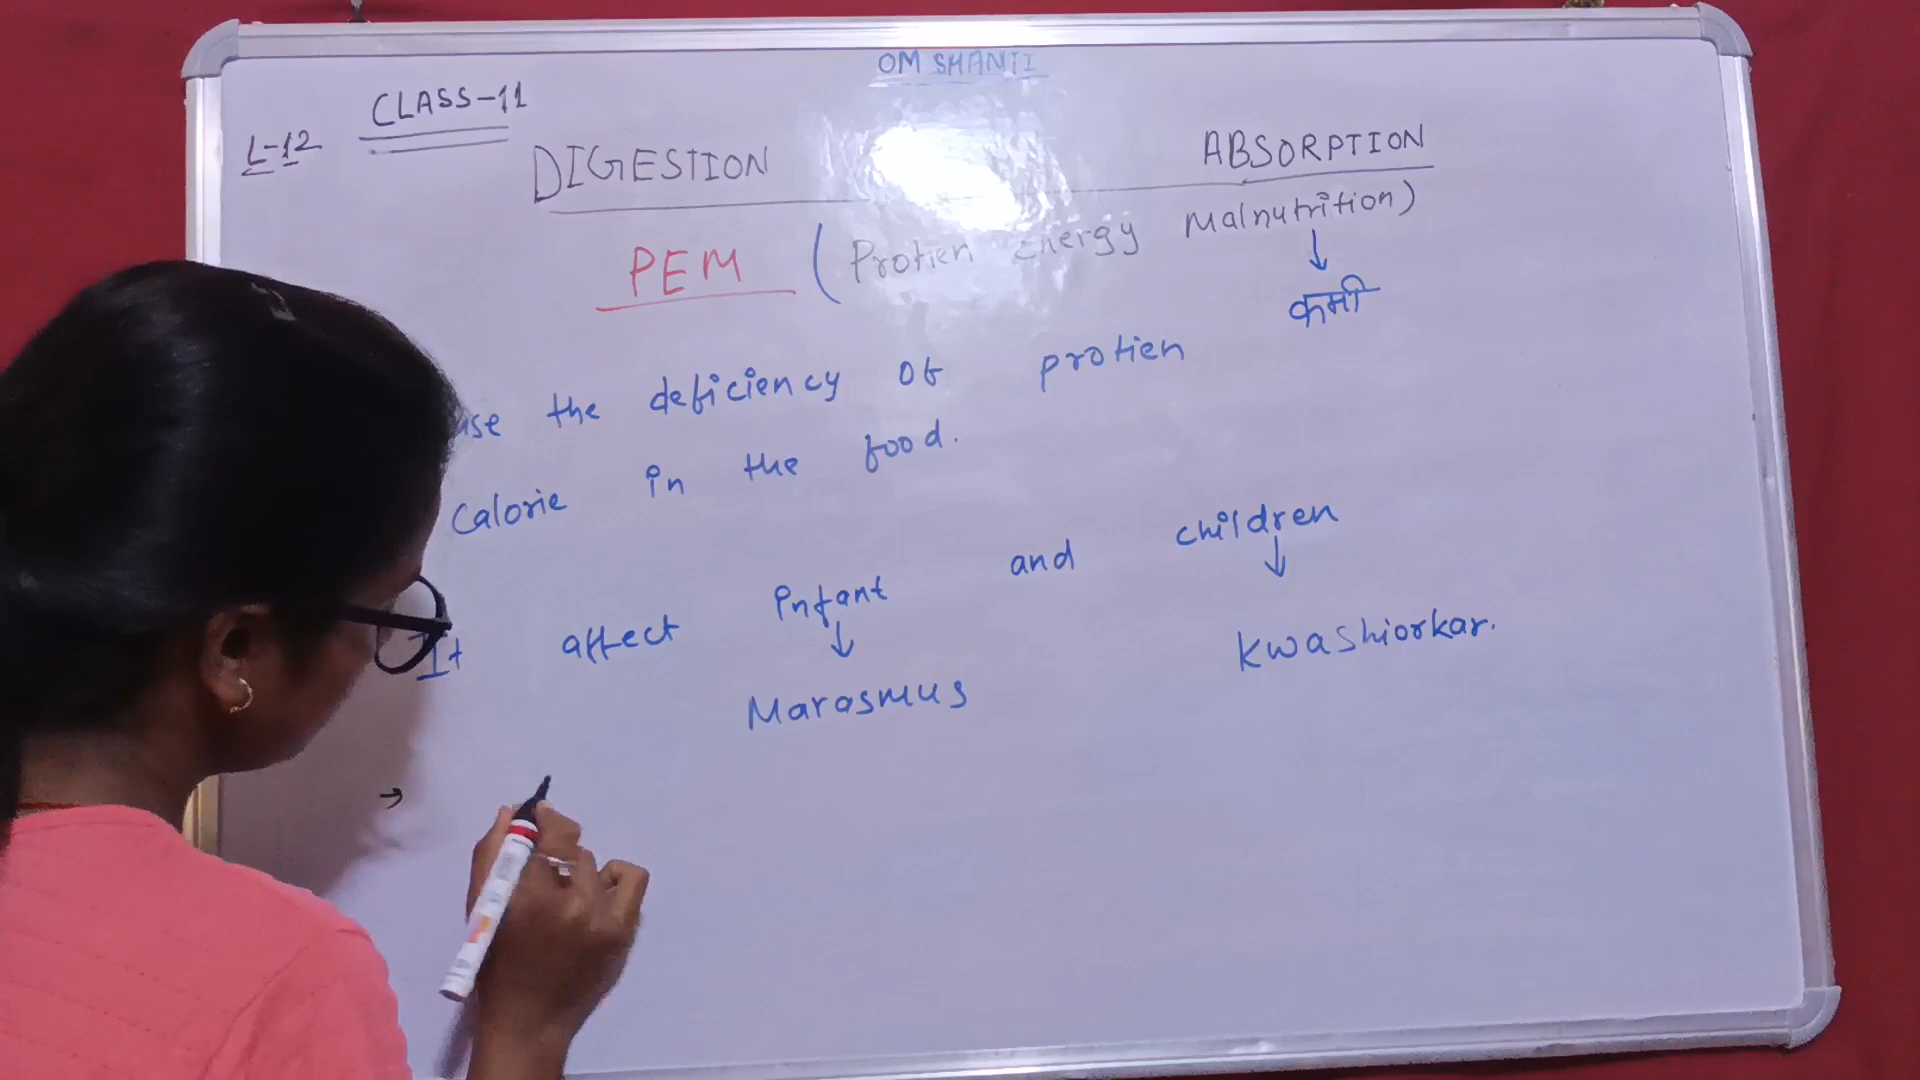 OM SHANTI
CLASS-11
L-12
DIGESTION ABSORPTION
PEM (Protien energy Malnutrition)
↓
कमी
the deficiency of protien
Calorie in the food.
It affect infant and children
↓ ↓
Marasmus Kwashiorkar.
→